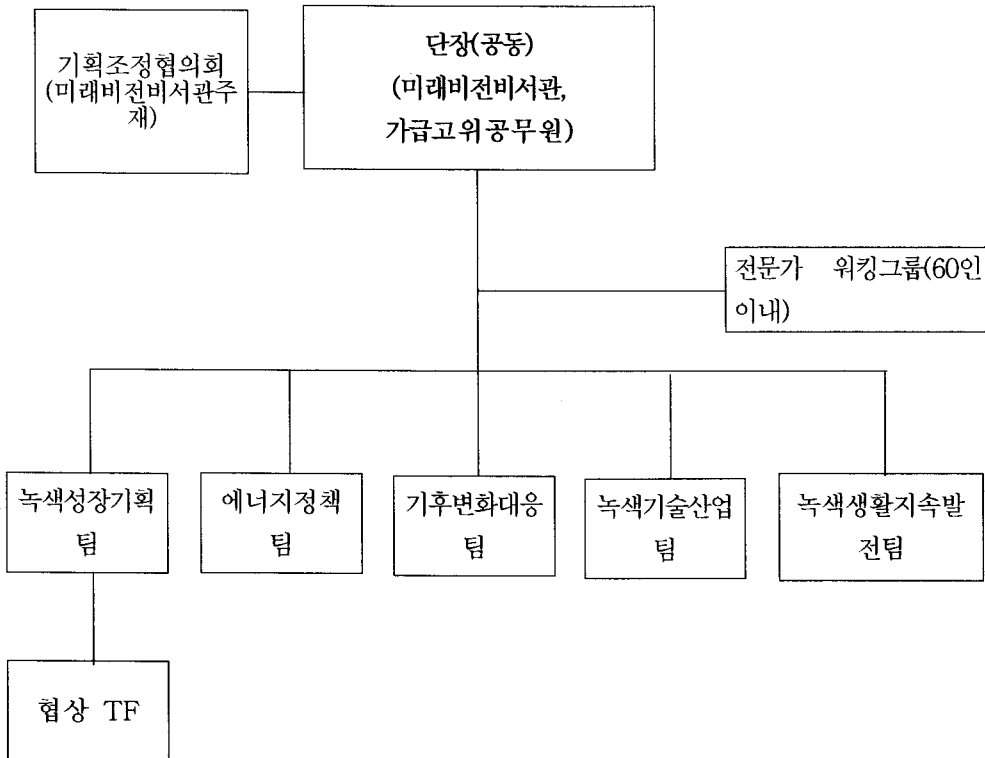 기획조정협의회
(미래비전비서관주
재)
단장(공동)
(미래비전비서관,
가급고위공무원)
전문가 워킹그룹(60인
이내)
녹색성장기획
팀
에너지정책
팀
기후변화대응
팀
녹색기술산업
팀
녹색생활지속발
전팀
협상 TF